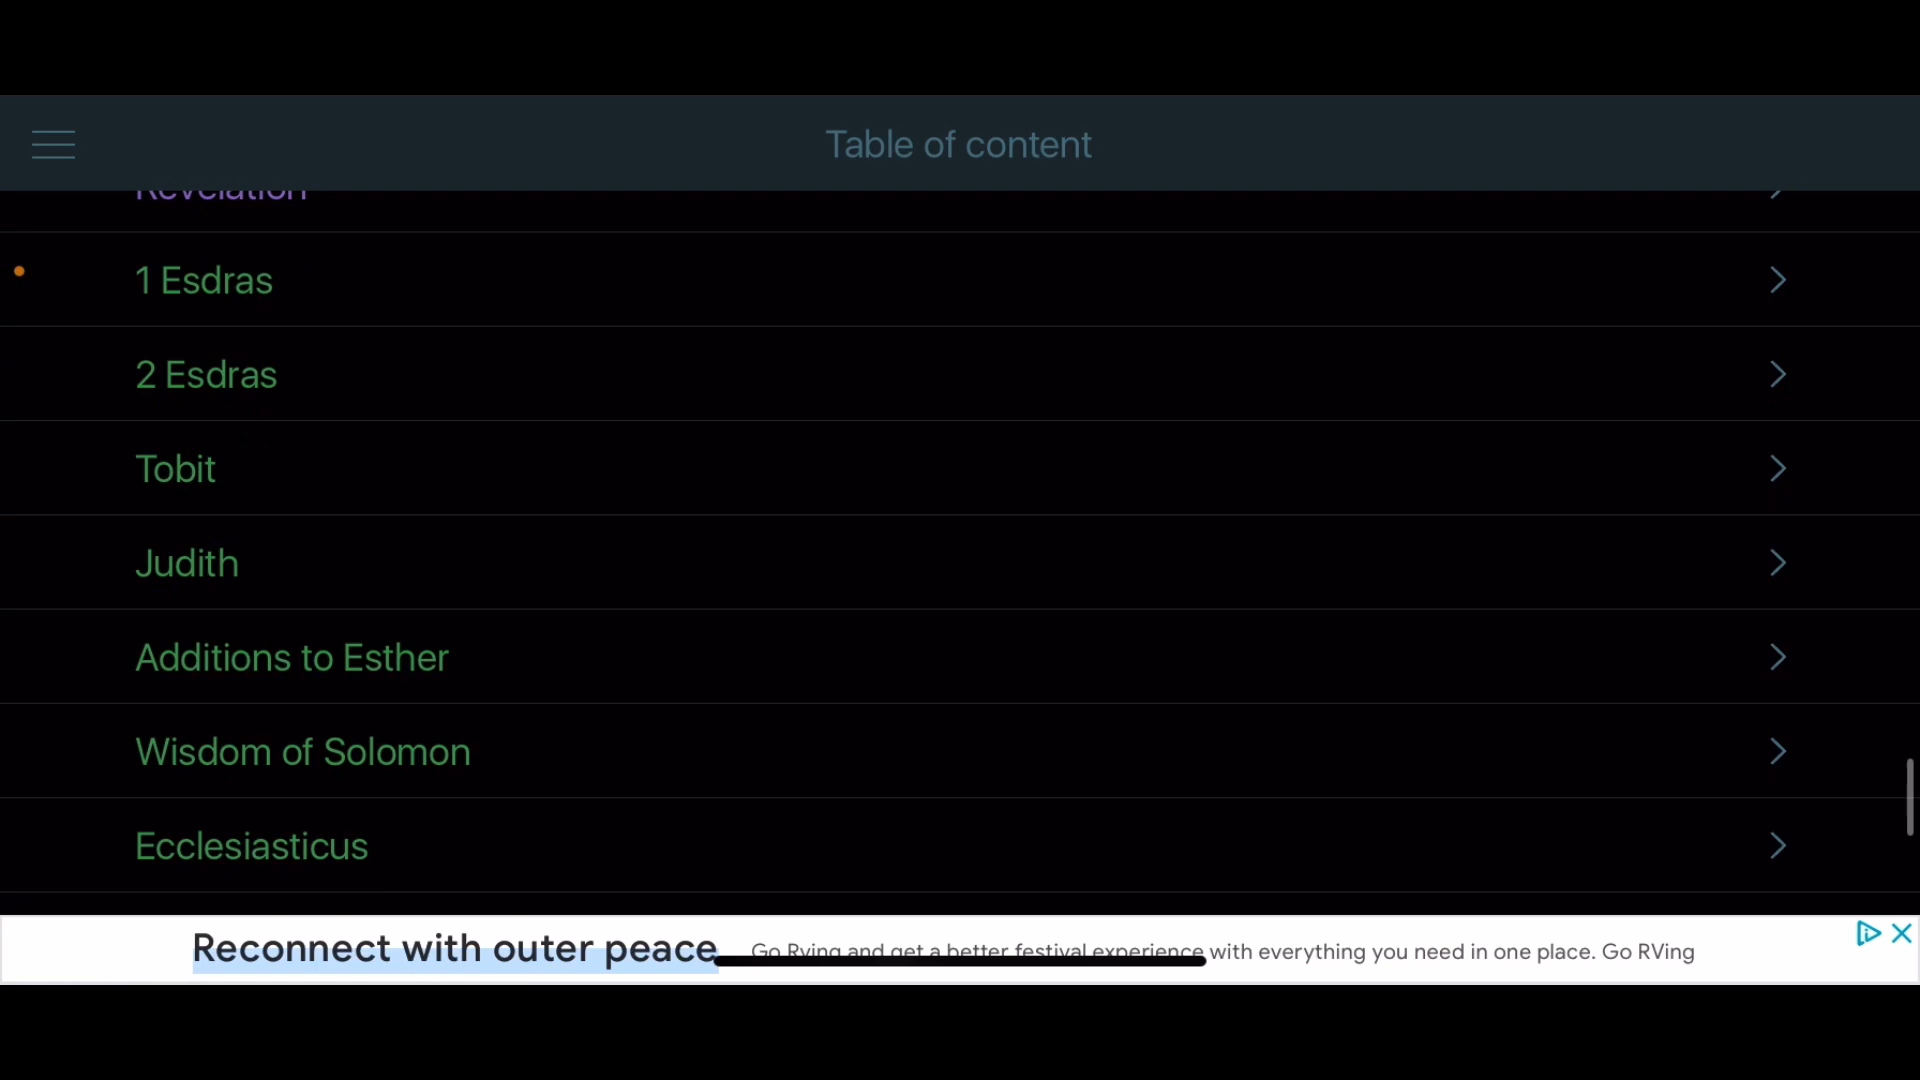 Table of content
Revelation
1 Esdras
2 Esdras
Tobit
Judith
Additions to Esther
Wisdom of Solomon
Ecclesiasticus
Reconnect with outer peace
Go Rving and get a better festival experience with everything you need in one place. Go RVing